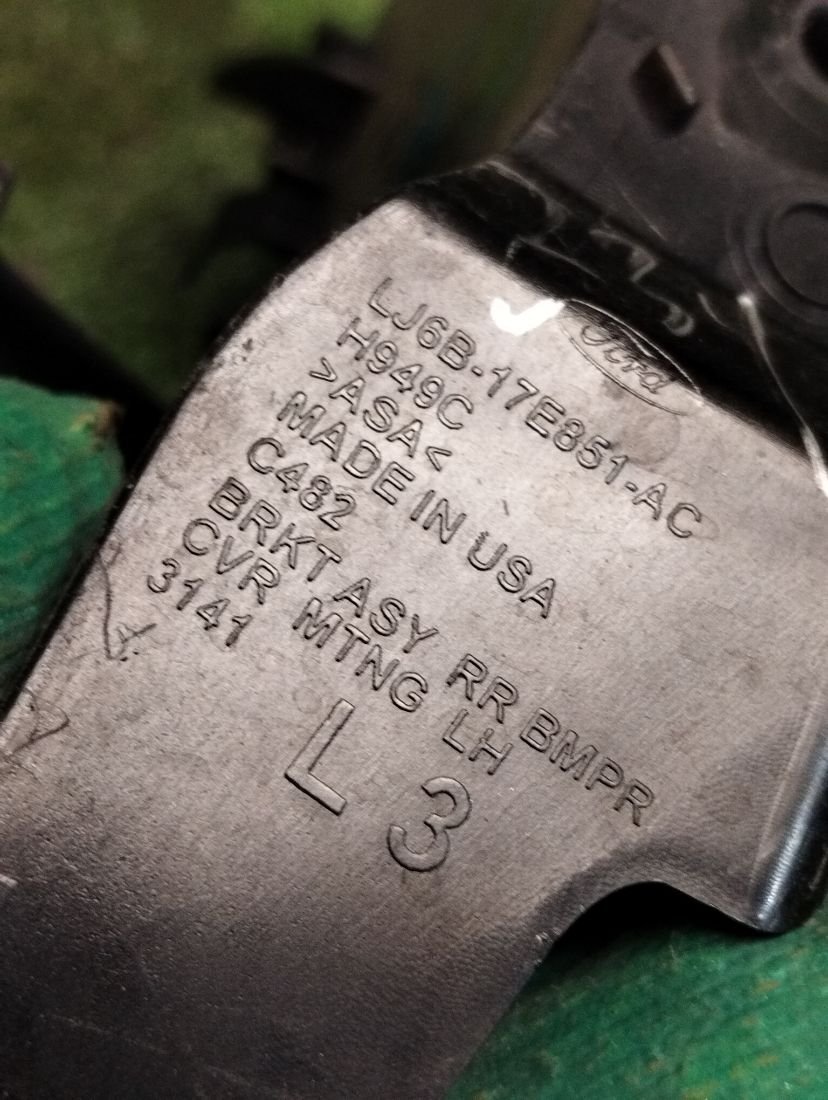 Ford
LJ6B-17E851-AC
H949C
>ASA<
MADE IN USA
C482
BRKT ASY RR BMPR
CVR MTNG LH
3141
L 3